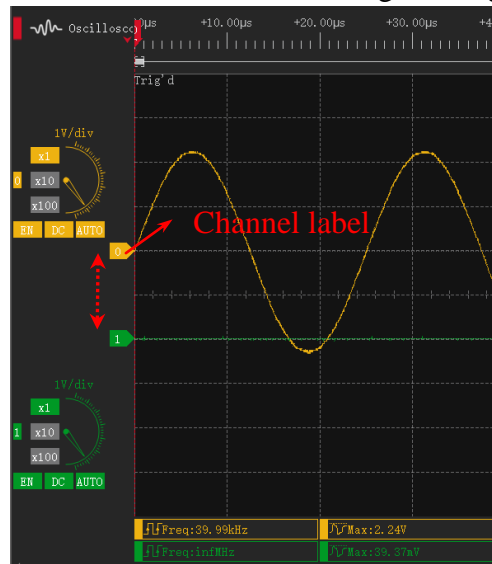 Oscillosco
0μs +10.00μs +20.00μs +30.00μs +4
Trig'd
1V/div
x1
0 x10
x100
EN DC AUTO
0
Channel label
1
1V/div
x1
1 x10
x100
EN DC AUTO
Freq:39.99kHz Max:2.24V
Freq:infMHz Max:39.37mV